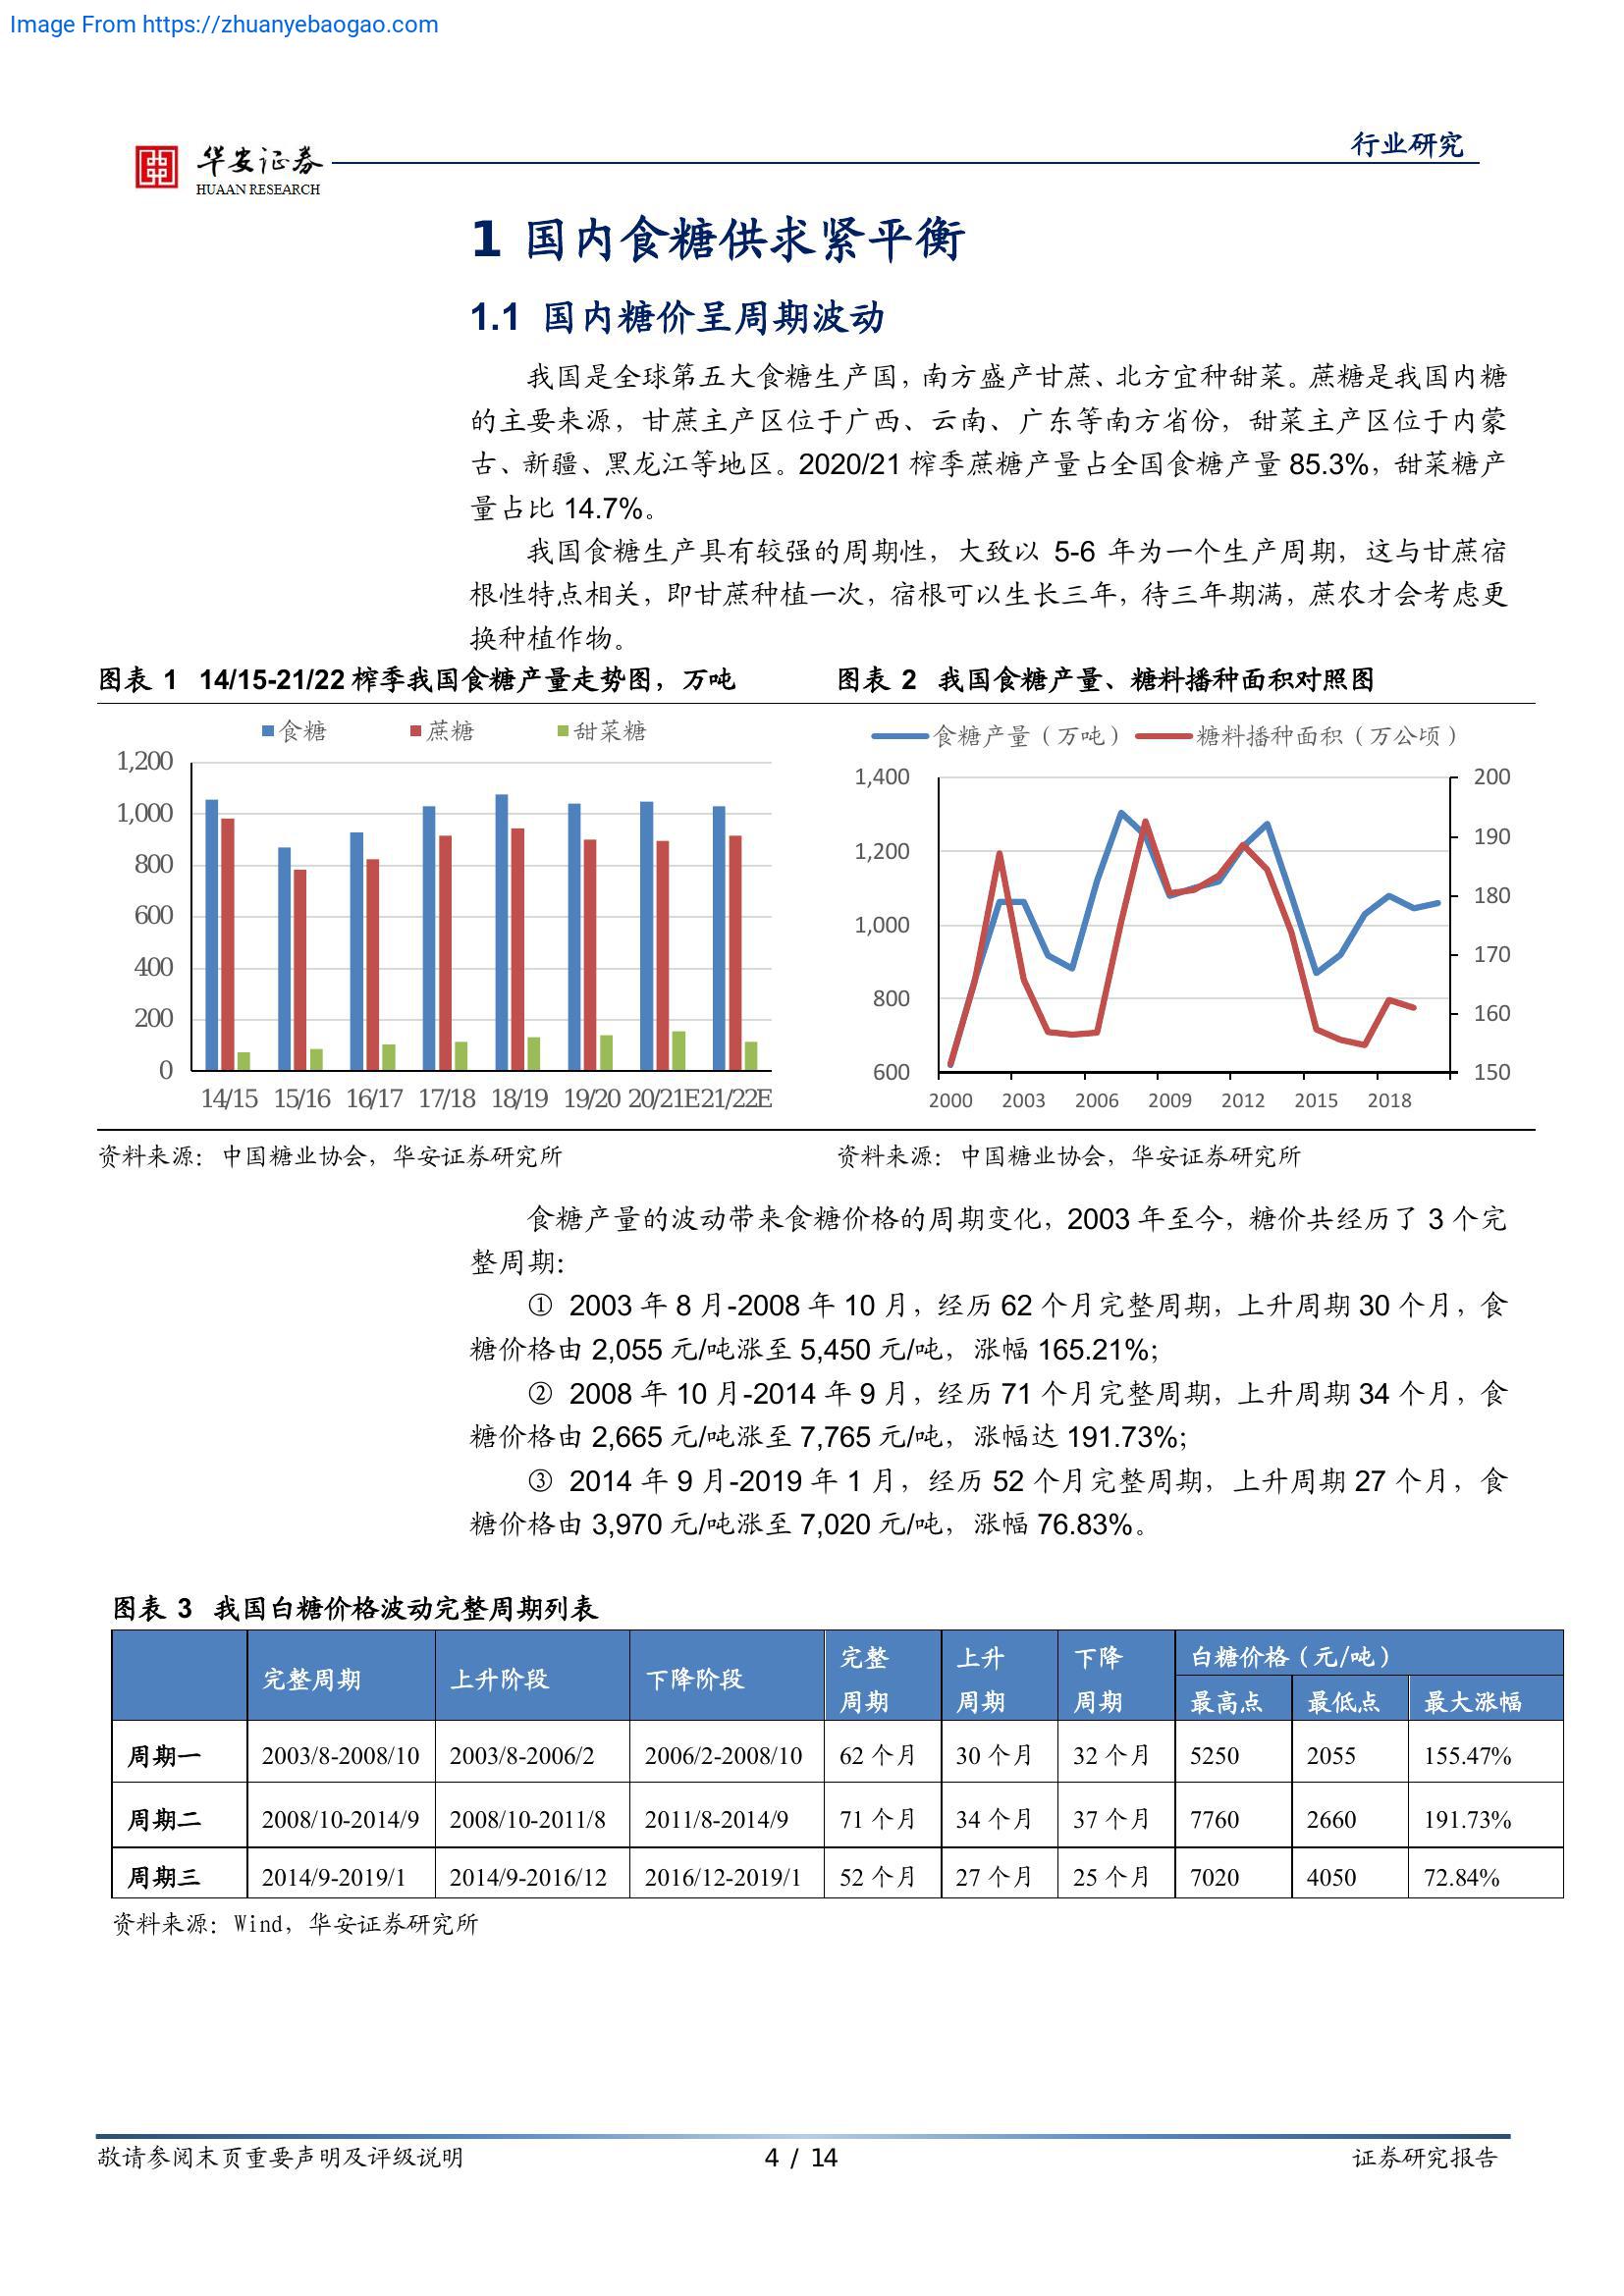 Image From https://zhuanyebaogao.com
华安证券
HUAAN RESEARCH
行业研究
1 国内食糖供求紧平衡
1.1 国内糖价呈周期波动
我国是全球第五大食糖生产国，南方盛产甘蔗、北方宜种甜菜。蔗糖是我国内糖
的主要来源，甘蔗主产区位于广西、云南、广东等南方省份，甜菜主产区位于内蒙
古、新疆、黑龙江等地区。2020/21 榨季蔗糖产量占全国食糖产量 85.3%，甜菜糖产
量占比 14.7%。
我国食糖生产具有较强的周期性，大致以 5-6 年为一个生产周期，这与甘蔗宿
根性特点相关，即甘蔗种植一次，宿根可以生长三年，待三年期满，蔗农才会考虑更
换种植作物。
图表 1 14/15-21/22 榨季我国食糖产量走势图，万吨
食糖 蔗糖 甜菜糖
1,200
1,000
800
600
400
200
0
14/15 15/16 16/17 17/18 18/19 19/20 20/21E 21/22E
资料来源：中国糖业协会，华安证券研究所
图表 2 我国食糖产量、糖料播种面积对照图
食糖产量（万吨） 糖料播种面积（万公顷）
1,400
1,200
1,000
800
600
200
190
180
170
160
150
2000 2003 2006 2009 2012 2015 2018
资料来源：中国糖业协会，华安证券研究所
食糖产量的波动带来食糖价格的周期变化，2003 年至今，糖价共经历了 3 个完
整周期：
① 2003 年 8 月-2008 年 10 月，经历 62 个月完整周期，上升周期 30 个月，食
糖价格由 2,055 元/吨涨至 5,450 元/吨，涨幅 165.21%；
② 2008 年 10 月-2014 年 9 月，经历 71 个月完整周期，上升周期 34 个月，食
糖价格由 2,665 元/吨涨至 7,765 元/吨，涨幅达 191.73%；
③ 2014 年 9 月-2019 年 1 月，经历 52 个月完整周期，上升周期 27 个月，食
糖价格由 3,970 元/吨涨至 7,020 元/吨，涨幅 76.83%。
图表 3 我国白糖价格波动完整周期列表
完整周期 上升阶段 下降阶段 完整周期 上升周期 下降周期 白糖价格（元/吨）
最高点 最低点 最大涨幅
周期一 2003/8-2008/10 2003/8-2006/2 2006/2-2008/10 62 个月 30 个月 32 个月 5250 2055 155.47%
周期二 2008/10-2014/9 2008/10-2011/8 2011/8-2014/9 71 个月 34 个月 37 个月 7760 2660 191.73%
周期三 2014/9-2019/1 2014/9-2016/12 2016/12-2019/1 52 个月 27 个月 25 个月 7020 4050 72.84%
资料来源：Wind，华安证券研究所
敬请参阅末页重要声明及评级说明 4 / 14 证券研究报告